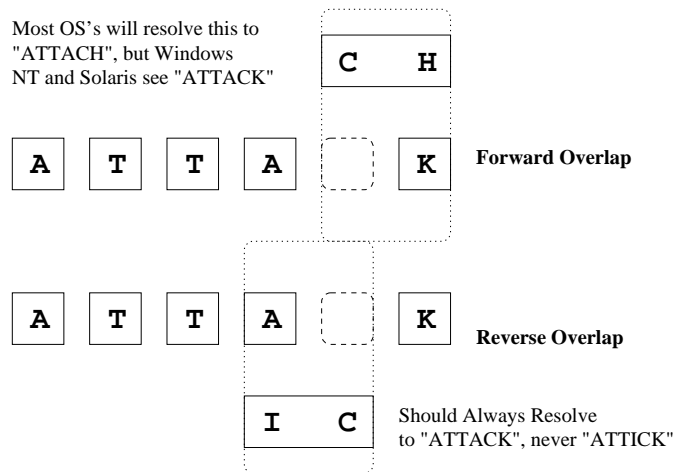 Most OS's will resolve this to
"ATTACH", but Windows
NT and Solaris see "ATTACK"
C H
A T T A K
Forward Overlap
A T T A K
Reverse Overlap
I C
Should Always Resolve
to "ATTACK", never "ATTICK"